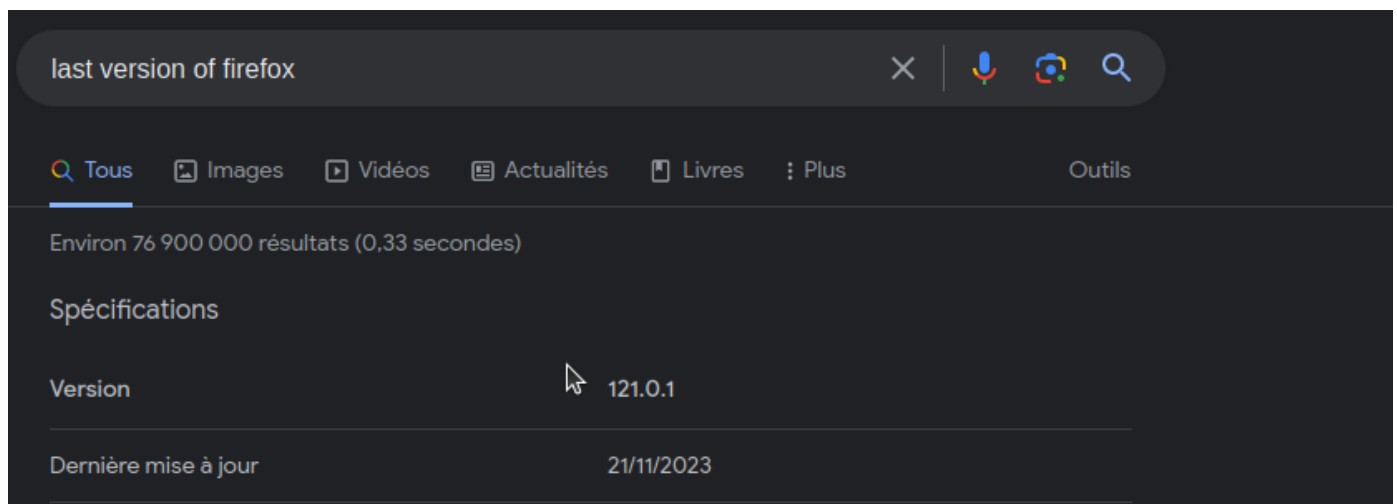 last version of firefox
Tous Images Vidéos Actualités Livres Plus Outils
Environ 76 900 000 résultats (0,33 secondes)
Spécifications
Version 121.0.1
Dernière mise à jour 21/11/2023